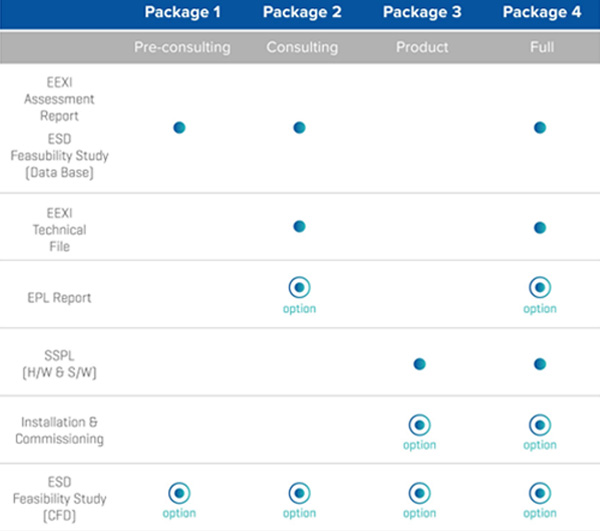 Package 1 Package 2 Package 3 Package 4
Pre-consulting Consulting Product Full
EEXI
Assessment
Report
ESD
Feasubility Study
(Data Base)
EEXI
Technical
File
EPL Report
option option
SSPL
(H/W & S/W)
Installation &
Commissioning
option option
ESD
Feasibility Study
(CFD)
option option option option